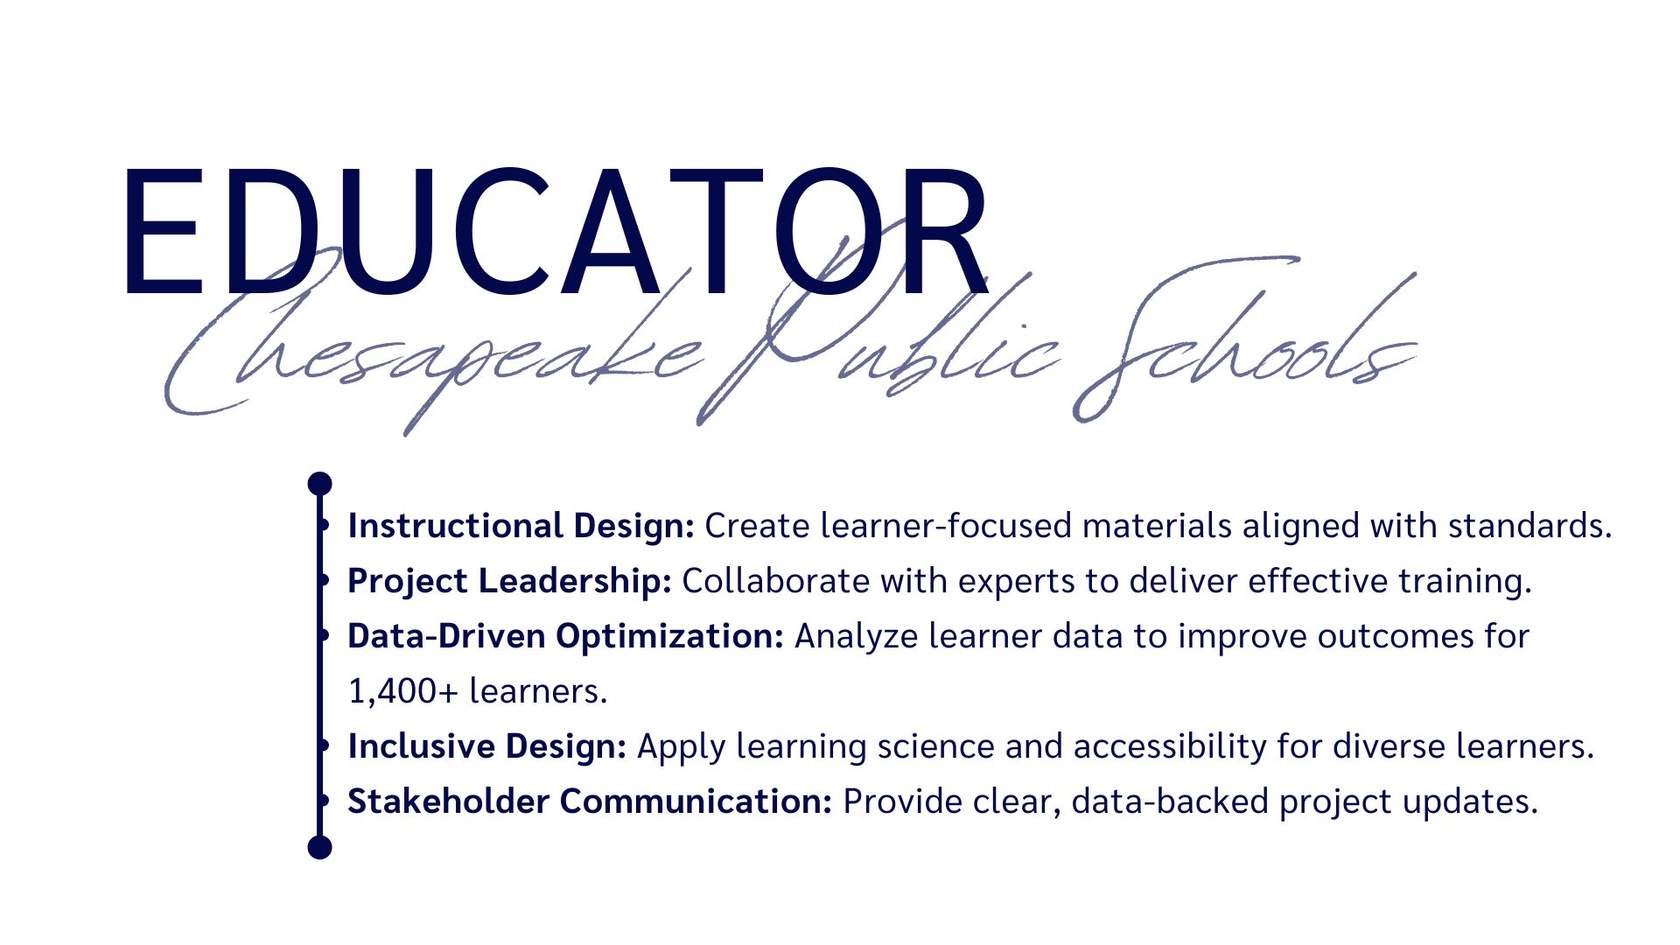 EDUCATOR
Chesapeake Public Schools
• Instructional Design: Create learner-focused materials aligned with standards.
• Project Leadership: Collaborate with experts to deliver effective training.
• Data-Driven Optimization: Analyze learner data to improve outcomes for
1,400+ learners.
• Inclusive Design: Apply learning science and accessibility for diverse learners.
• Stakeholder Communication: Provide clear, data-backed project updates.